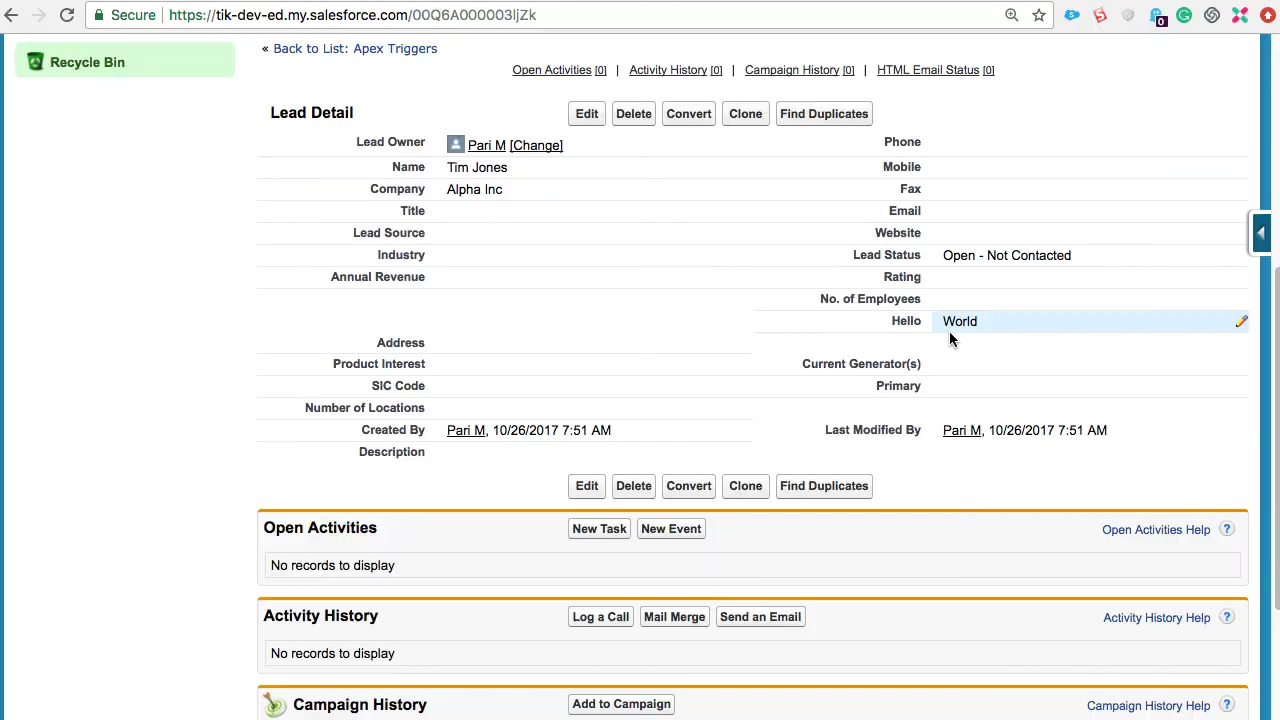 Secure https://tik-dev-ed.my.salesforce.com/00Q6A000003ljZk
0
Recycle Bin
« Back to List: Apex Triggers
Open Activities [0] | Activity History [0] | Campaign History [0] | HTML Email Status [0]
Lead Detail Edit Delete Convert Clone Find Duplicates
Lead Owner Pari M [Change] Phone
Name Tim Jones Mobile
Company Alpha Inc Fax
Title Email
Lead Source Website
Industry Lead Status Open - Not Contacted
Annual Revenue Rating
No. of Employees
Hello World
Address
Product Interest Current Generator(s)
SIC Code Primary
Number of Locations
Created By Pari M, 10/26/2017 7:51 AM Last Modified By Pari M, 10/26/2017 7:51 AM
Description
Edit Delete Convert Clone Find Duplicates
Open Activities New Task New Event Open Activities Help ?
No records to display
Activity History Log a Call Mail Merge Send an Email Activity History Help ?
No records to display
Campaign History Add to Campaign Campaign History Help ?